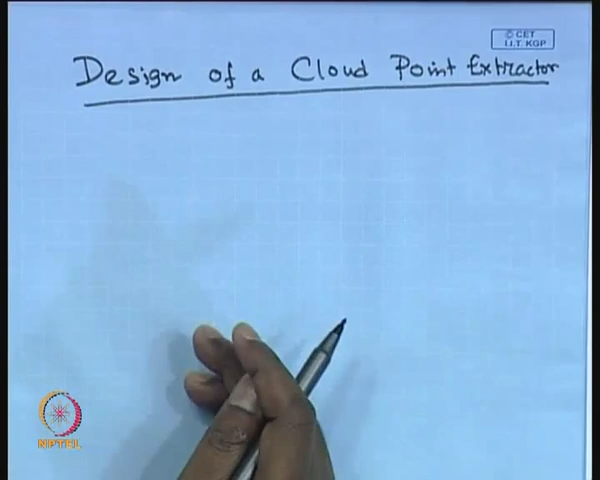 © CET
I.I.T. KGP
Design of a Cloud Point Extractor
NPTEL